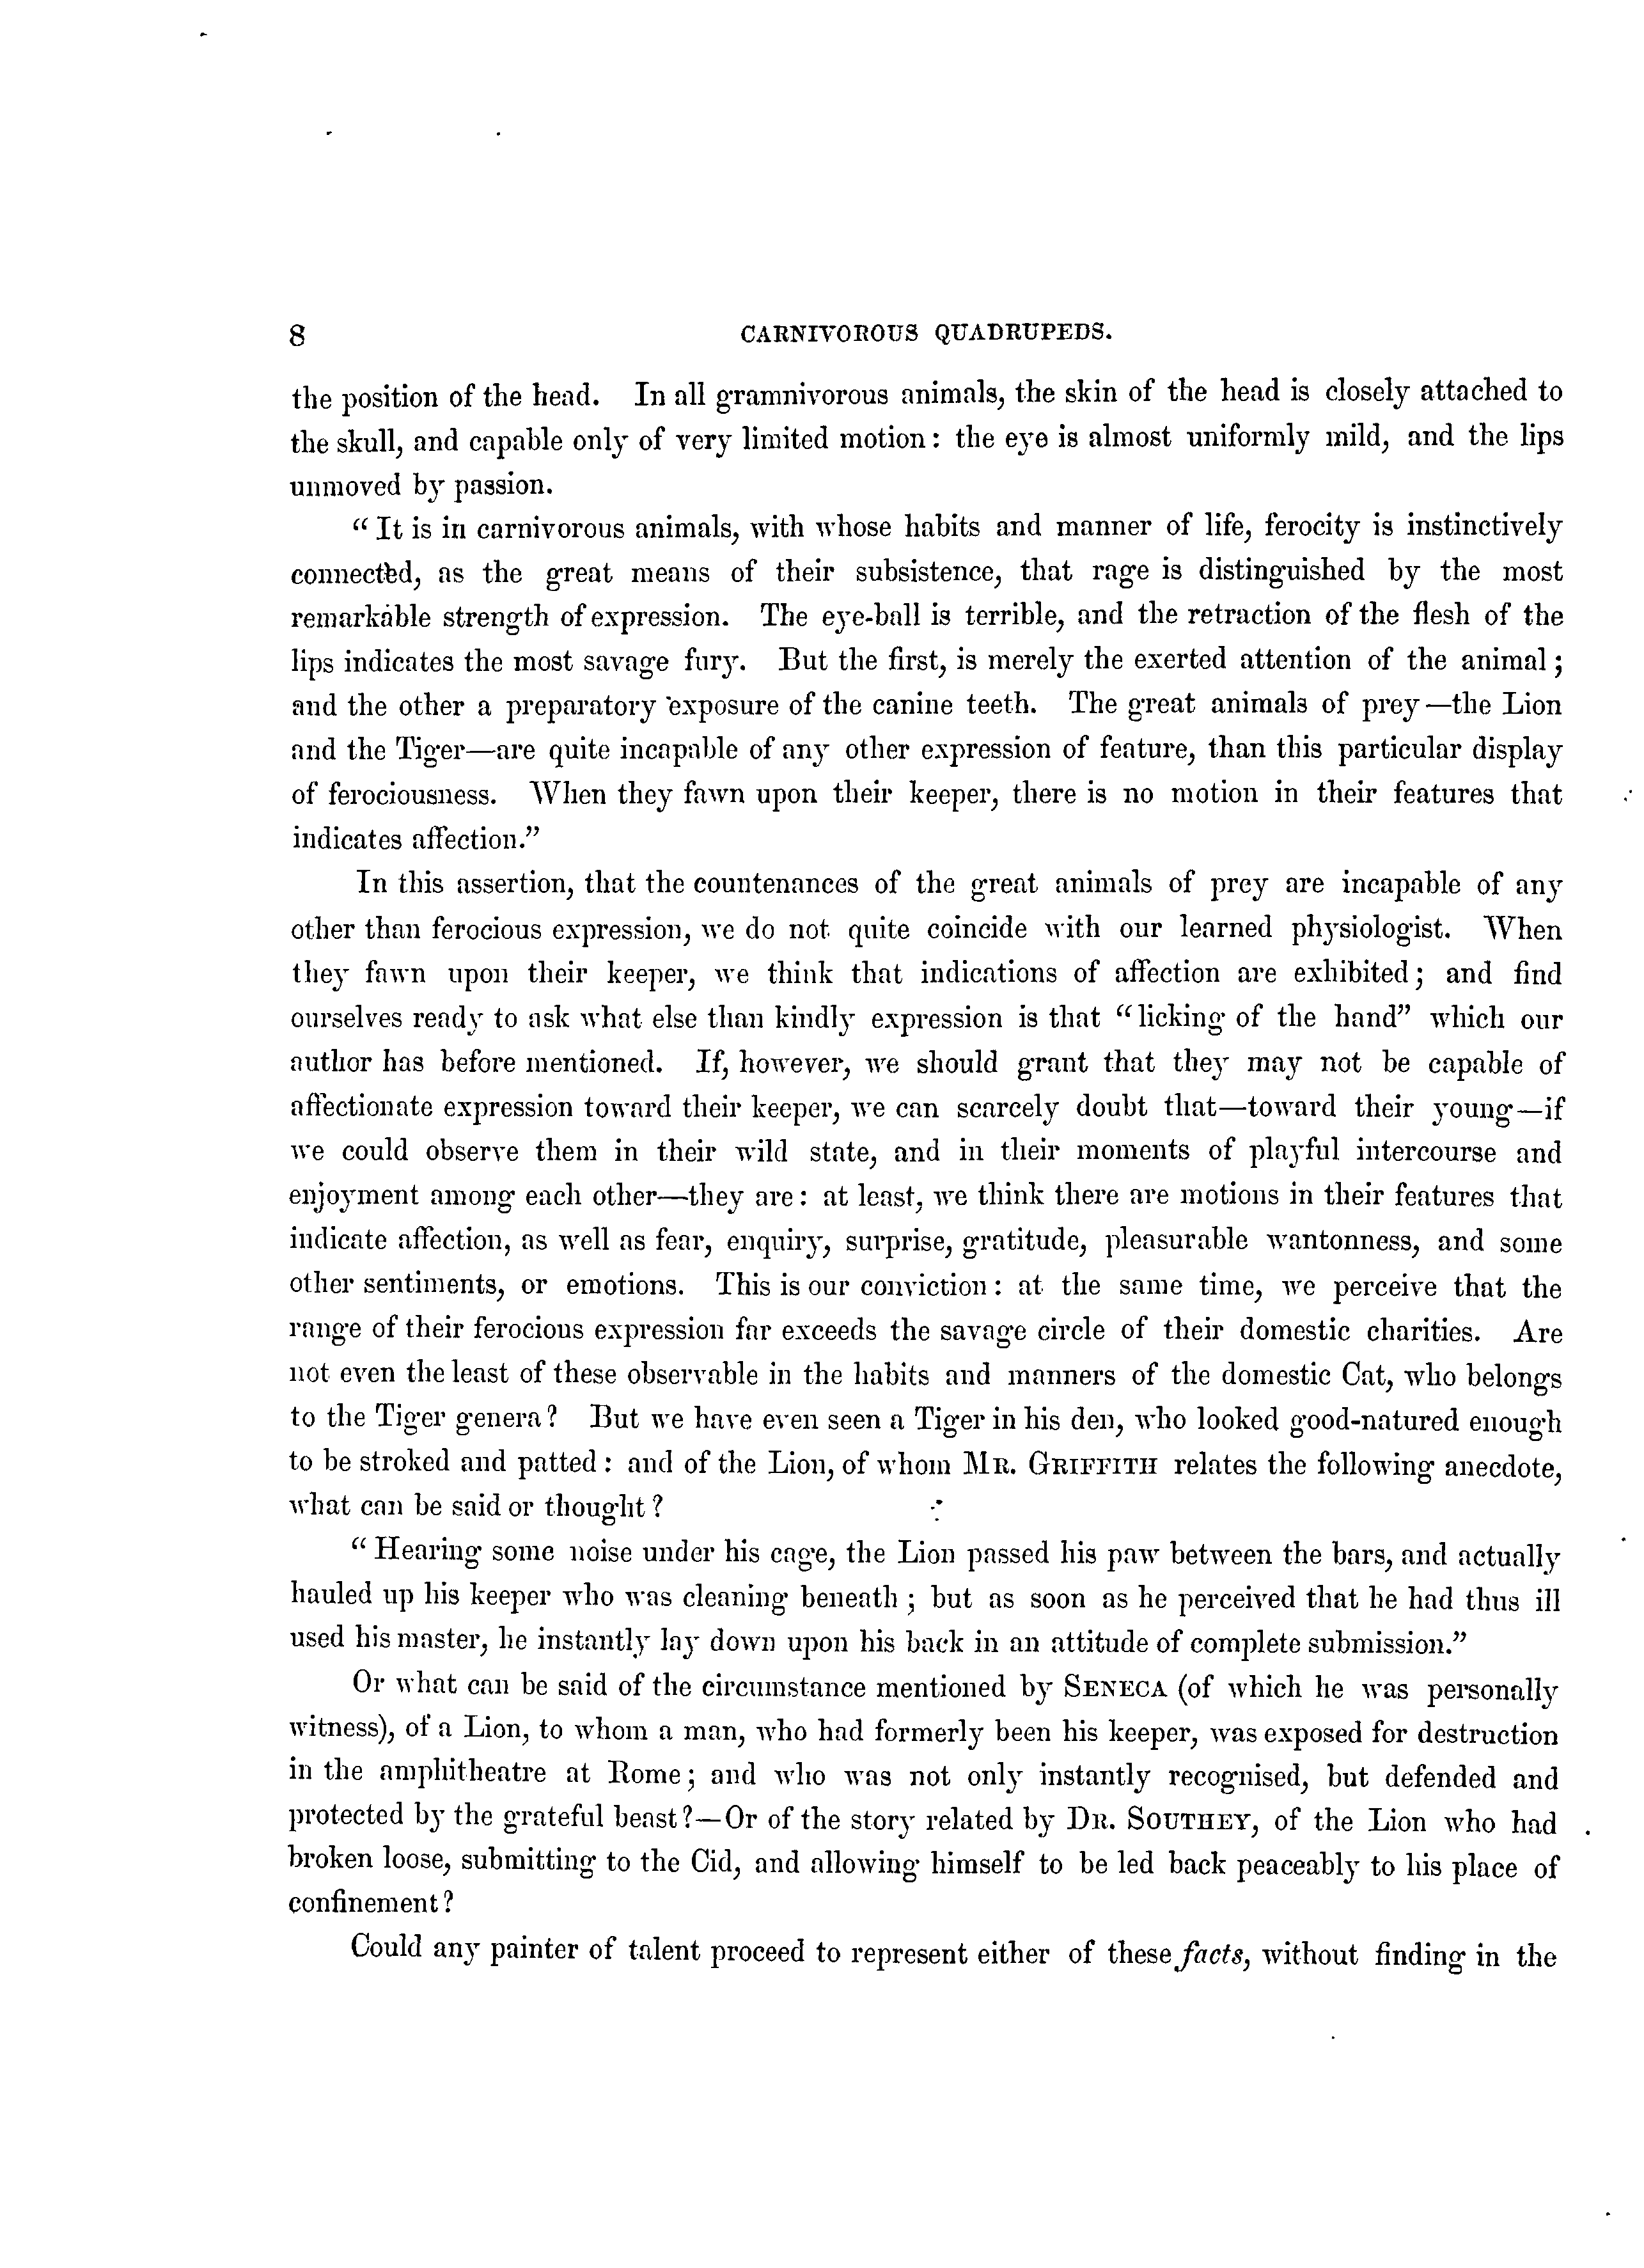 8 CARNIVOROUS QUADRUPEDS.
the position of the head. In all gramnivorous animals, the skin of the head is closely attached to
the skull, and capable only of very limited motion: the eye is almost uniformly mild, and the lips
unmoved by passion.
“It is in carnivorous animals, with whose habits and manner of life, ferocity is instinctively
connected, as the great means of their subsistence, that rage is distinguished by the most
remarkable strength of expression. The eye-ball is terrible, and the retraction of the flesh of the
lips indicates the most savage fury. But the first, is merely the exerted attention of the animal;
and the other a preparatory exposure of the canine teeth. The great animals of prey—the Lion
and the Tiger—are quite incapable of any other expression of feature, than this particular display
of ferociousness. When they fawn upon their keeper, there is no motion in their features that
indicates affection.”
In this assertion, that the countenances of the great animals of prey are incapable of any
other than ferocious expression, we do not quite coincide with our learned physiologist. When
they fawn upon their keeper, we think that indications of affection are exhibited; and find
ourselves ready to ask what else than kindly expression is that “licking of the hand” which our
author has before mentioned. If, however, we should grant that they may not be capable of
affectionate expression toward their keeper, we can scarcely doubt that—toward their young—if
we could observe them in their wild state, and in their moments of playful intercourse and
enjoyment among each other—they are: at least, we think there are motions in their features that
indicate affection, as well as fear, enquiry, surprise, gratitude, pleasurable wantonness, and some
other sentiments, or emotions. This is our conviction: at the same time, we perceive that the
range of their ferocious expression far exceeds the savage circle of their domestic charities. Are
not even the least of these observable in the habits and manners of the domestic Cat, who belongs
to the Tiger genera? But we have even seen a Tiger in his den, who looked good-natured enough
to be stroked and patted: and of the Lion, of whom MR. GRIFFITH relates the following anecdote,
what can be said or thought?
“Hearing some noise under his cage, the Lion passed his paw between the bars, and actually
hauled up his keeper who was cleaning beneath; but as soon as he perceived that he had thus ill
used his master, he instantly lay down upon his back in an attitude of complete submission.”
Or what can be said of the circumstance mentioned by SENECA (of which he was personally
witness), of a Lion, to whom a man, who had formerly been his keeper, was exposed for destruction
in the amphitheatre at Rome; and who was not only instantly recognised, but defended and
protected by the grateful beast?—Or of the story related by DR. SOUTHEY, of the Lion who had
broken loose, submitting to the Cid, and allowing himself to be led back peaceably to his place of
confinement?
Could any painter of talent proceed to represent either of these facts, without finding in the